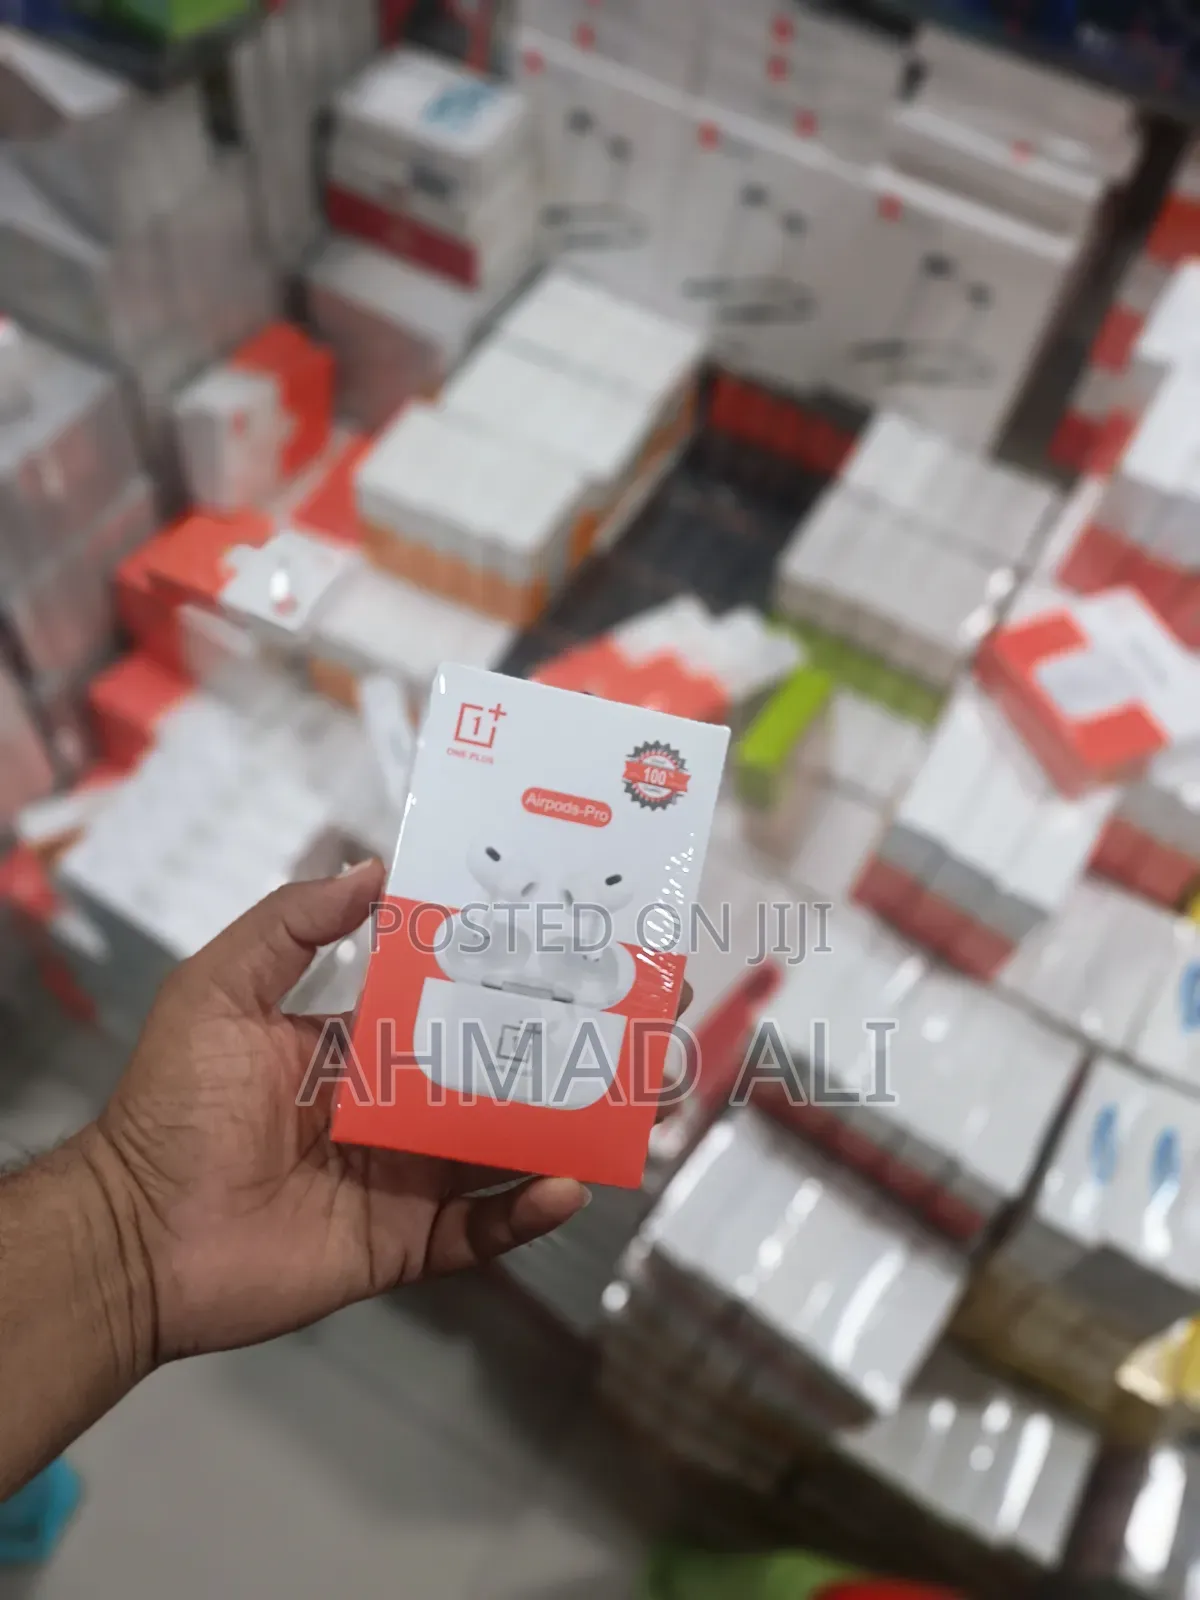 1+
ONE PLUS
100%
Airpods-Pro
POSTED ON JIJI
AHMAD ALI